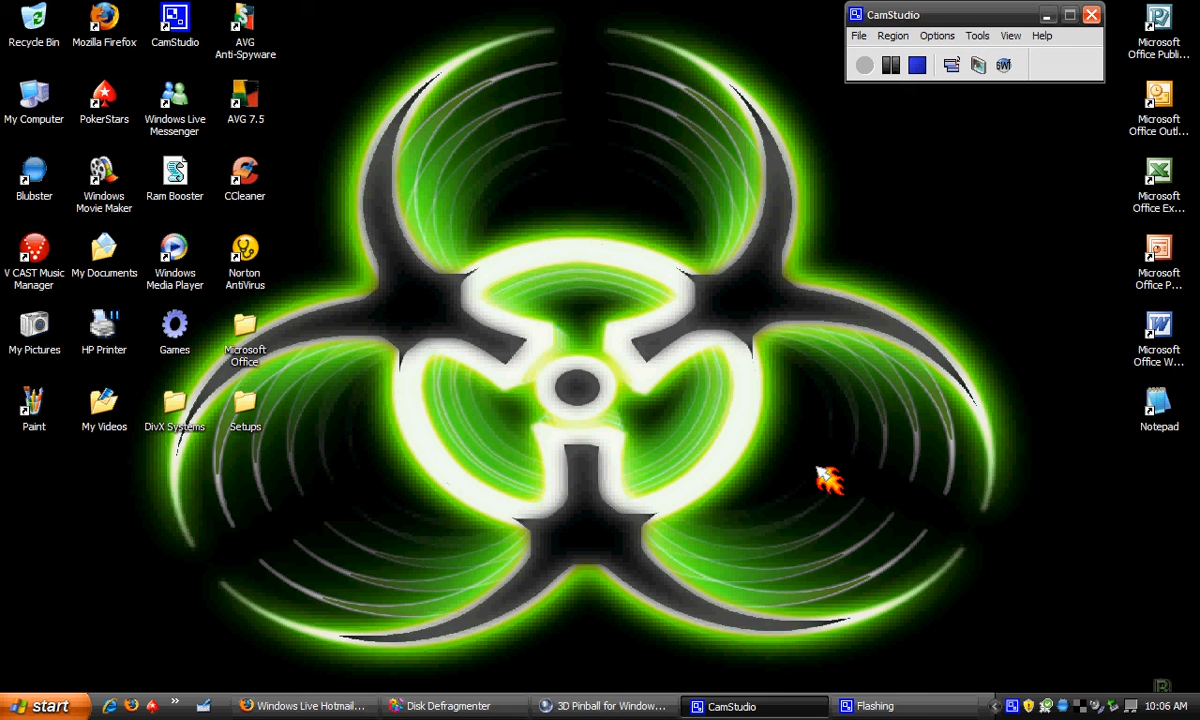 CamStudio
File Region Options Tools View Help
Recycle Bin
Mozilla Firefox
CamStudio
AVG
Anti-Spyware
Microsoft
Office Publi...
My Computer
PokerStars
Windows Live
Messenger
AVG 7.5
Microsoft
Office Outl...
Blubster
Windows
Movie Maker
Ram Booster
CCleaner
Microsoft
Office Ex...
V CAST Music
Manager
My Documents
Windows
Media Player
Norton
AntiVirus
Microsoft
Office P...
My Pictures
HP Printer
Games
Microsoft
Office
Microsoft
Office W...
Paint
My Videos
DivX Systems
Setups
Notepad
start
Windows Live Hotmail...
Disk Defragmenter
3D Pinball for Window...
CamStudio
Flashing
10:06 AM